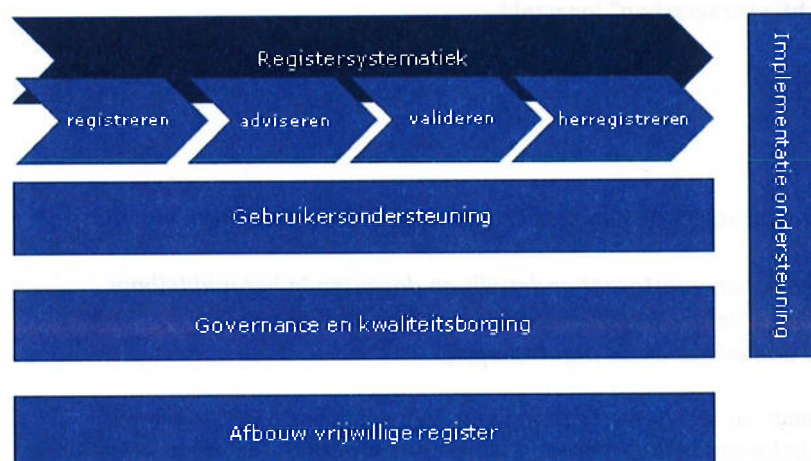 Registersystematiek
registreren adviseren valideren herregistreren
Gebruikersondersteuning
Governance en kwaliteitsborging
Afbouw vrijwillige register
Implementatie ondersteuning